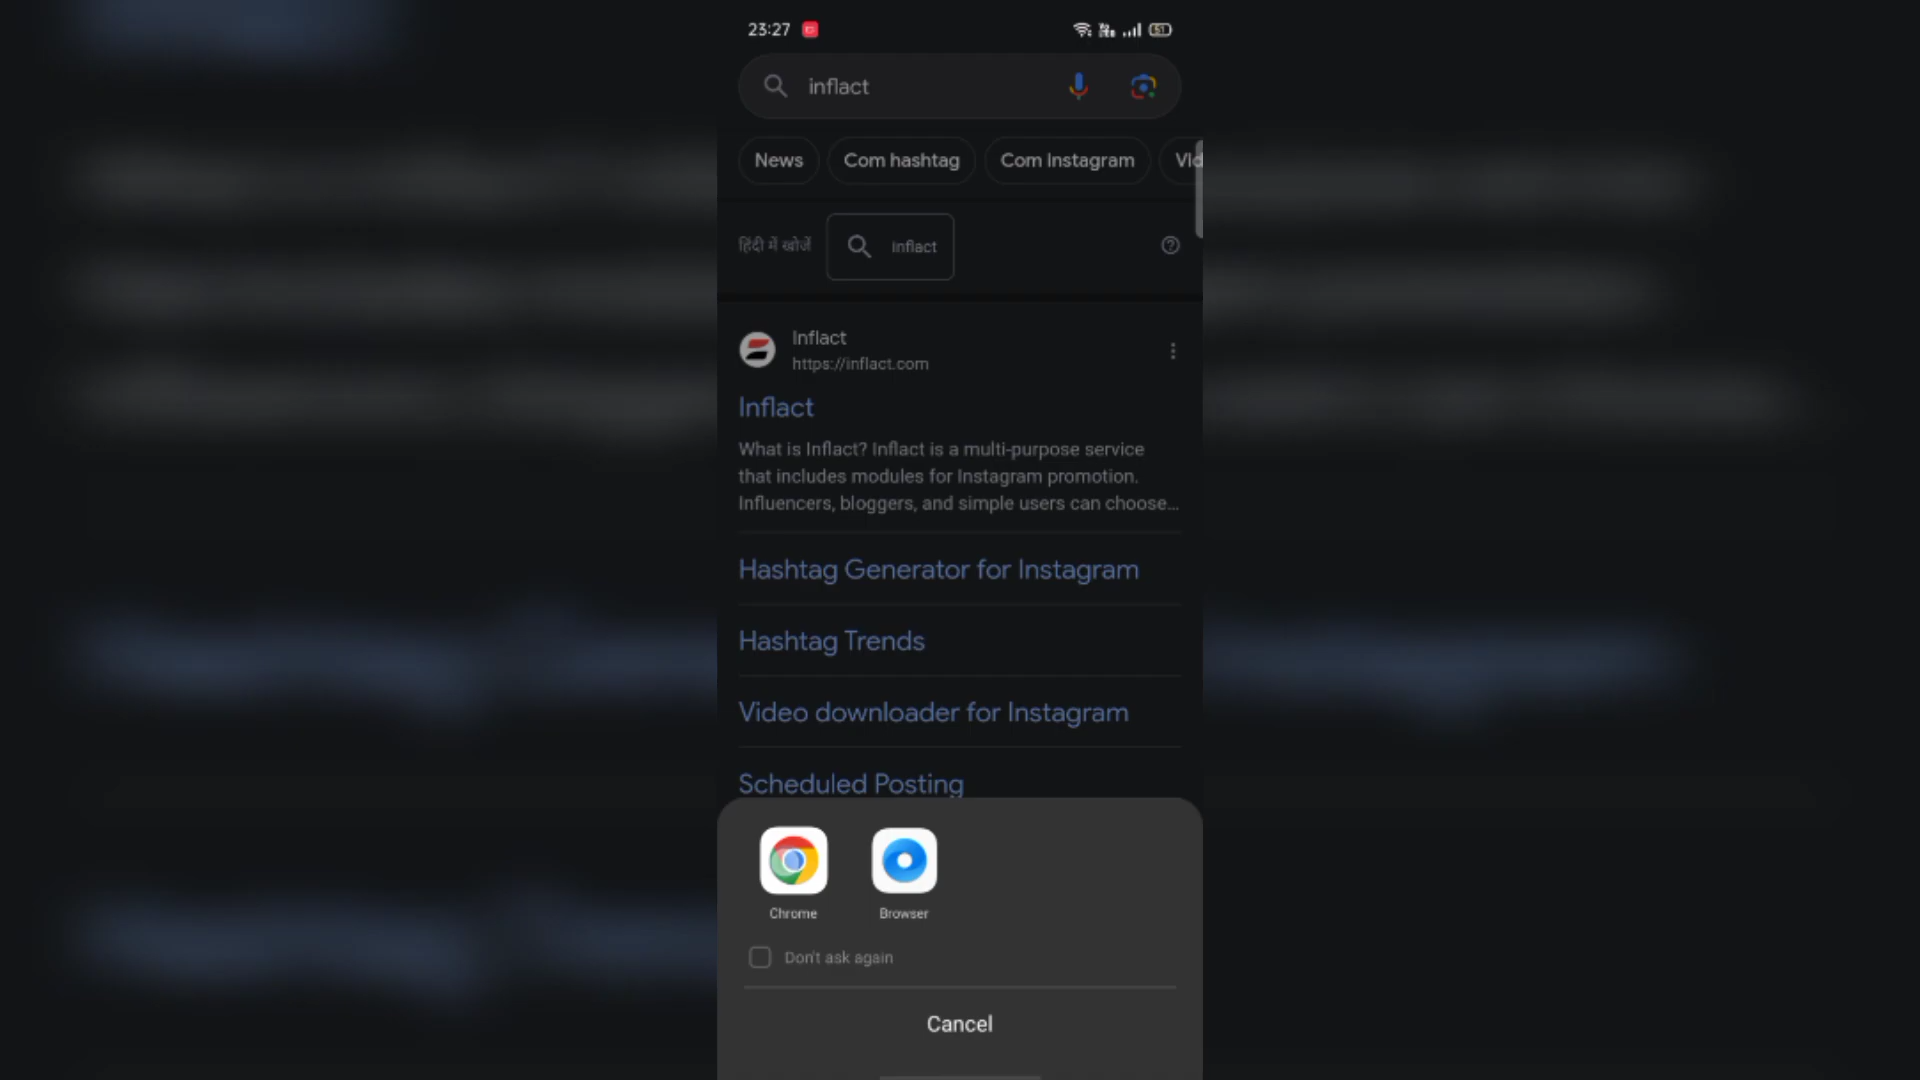 23:27
51
inflact
News
Com hashtag
Com Instagram
हिंदी में खोजें
inflact
Inflact
https://inflact.com
Inflact
What is Inflact? Inflact is a multi-purpose service
that includes modules for Instagram promotion.
Influencers, bloggers, and simple users can choose...
Hashtag Generator for Instagram
Hashtag Trends
Video downloader for Instagram
Scheduled Posting
Chrome
Browser
Don't ask again
Cancel